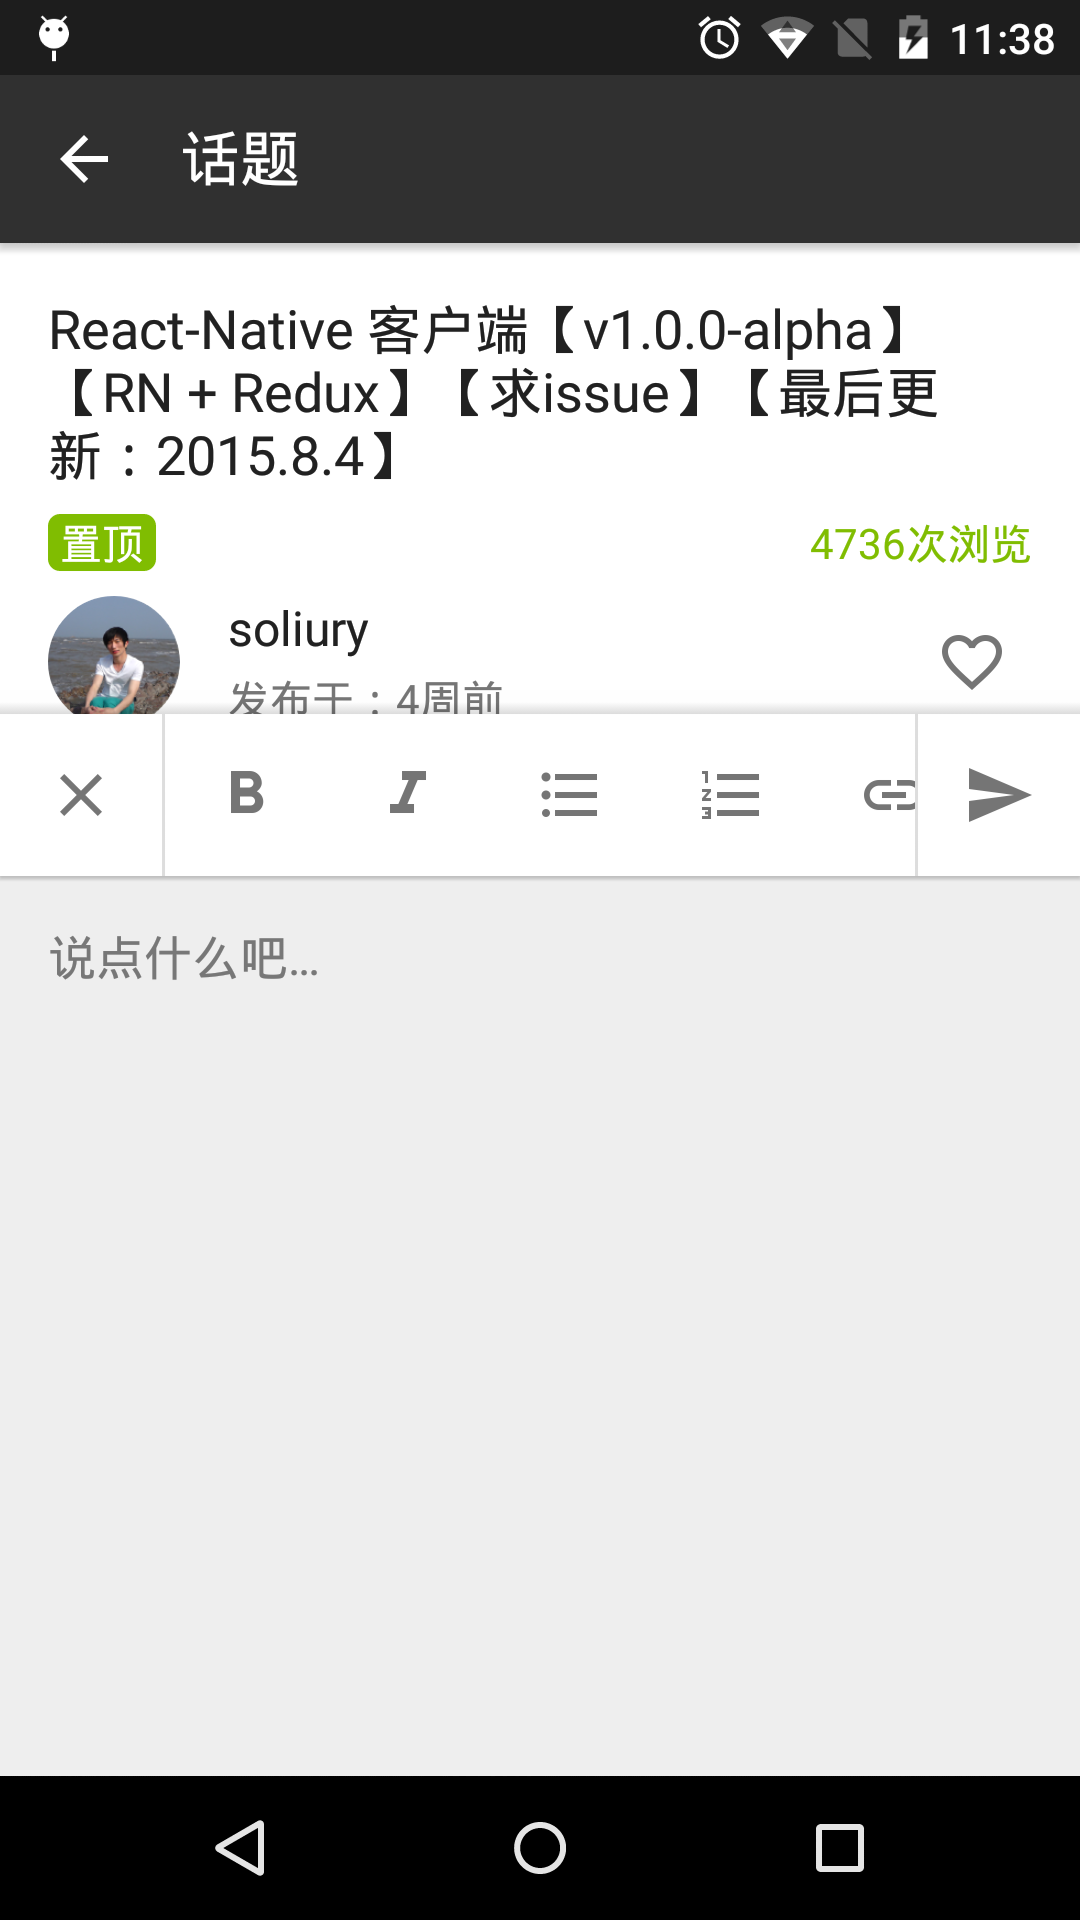 11:38
话题
React-Native 客户端【v1.0.0-alpha】
【RN + Redux】【求issue】【最后更
新：2015.8.4】
置顶
4736次浏览
soliury
发布于：4周前
说点什么吧...